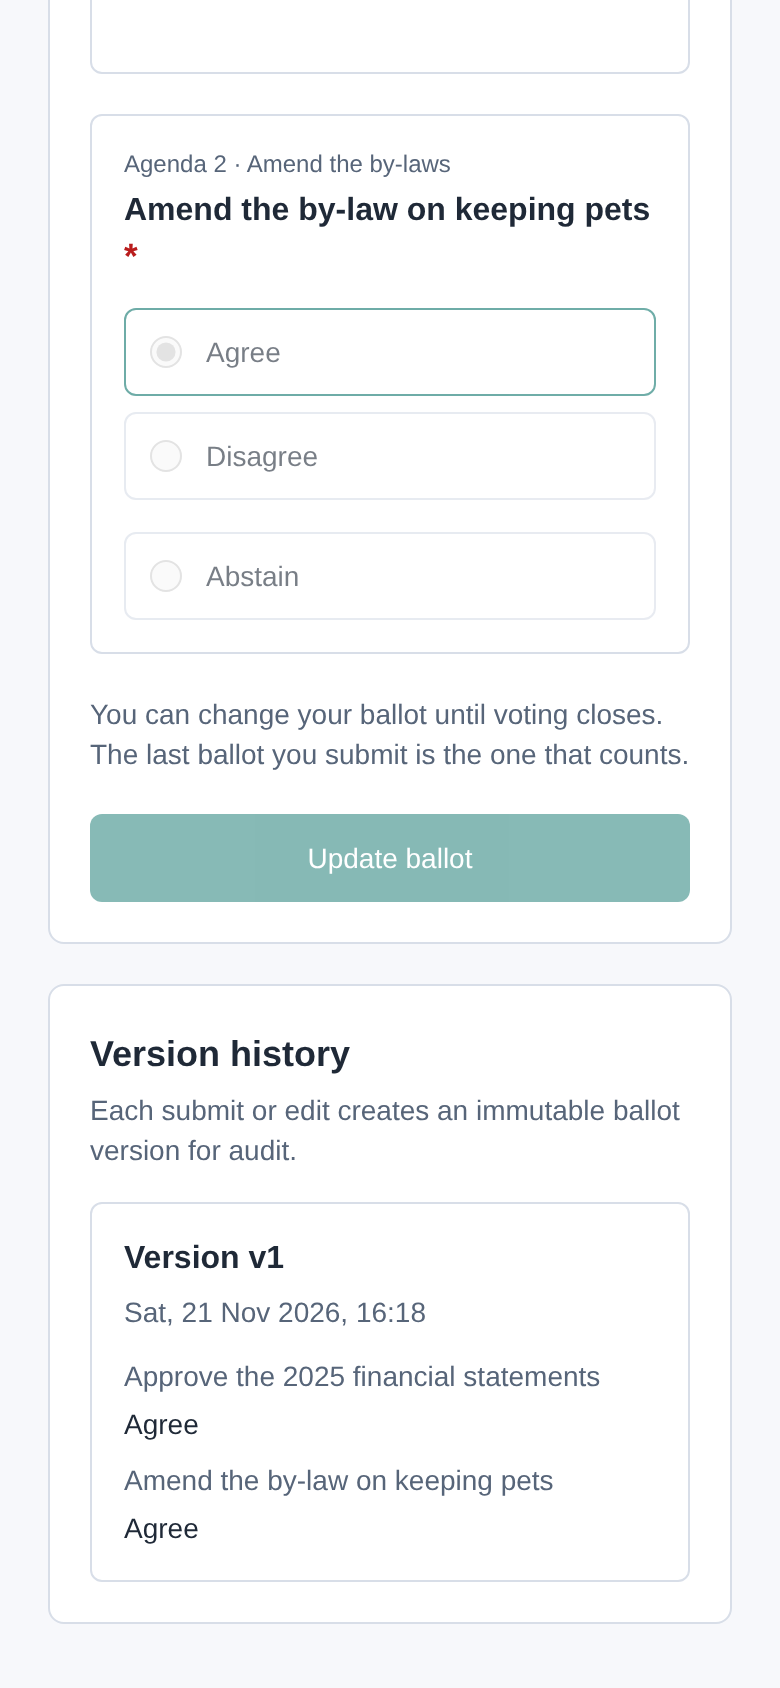 Agenda 2 · Amend the by-laws
Amend the by-law on keeping pets
*
Agree
Disagree
Abstain
You can change your ballot until voting closes.
The last ballot you submit is the one that counts.
Update ballot
Version history
Each submit or edit creates an immutable ballot
version for audit.
Version v1
Sat, 21 Nov 2026, 16:18
Approve the 2025 financial statements
Agree
Amend the by-law on keeping pets
Agree